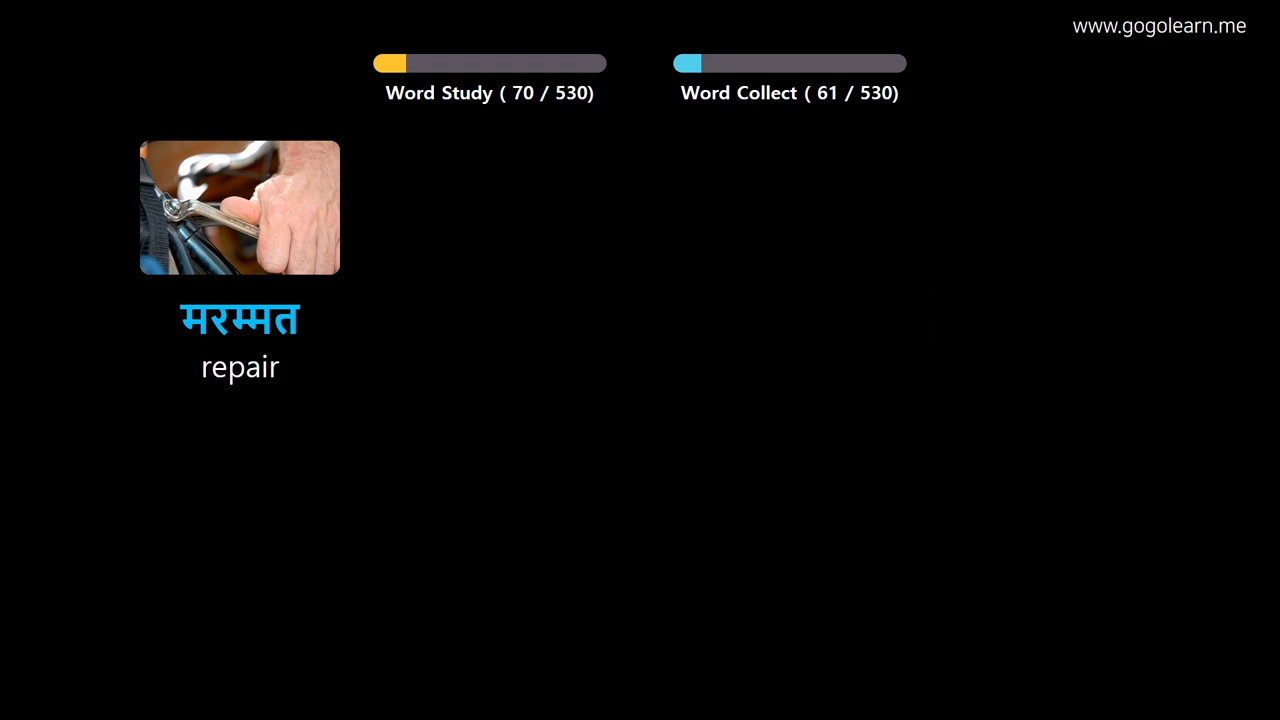 www.gogolearn.me
Word Study ( 70 / 530)
Word Collect ( 61 / 530)
मरम्मत
repair